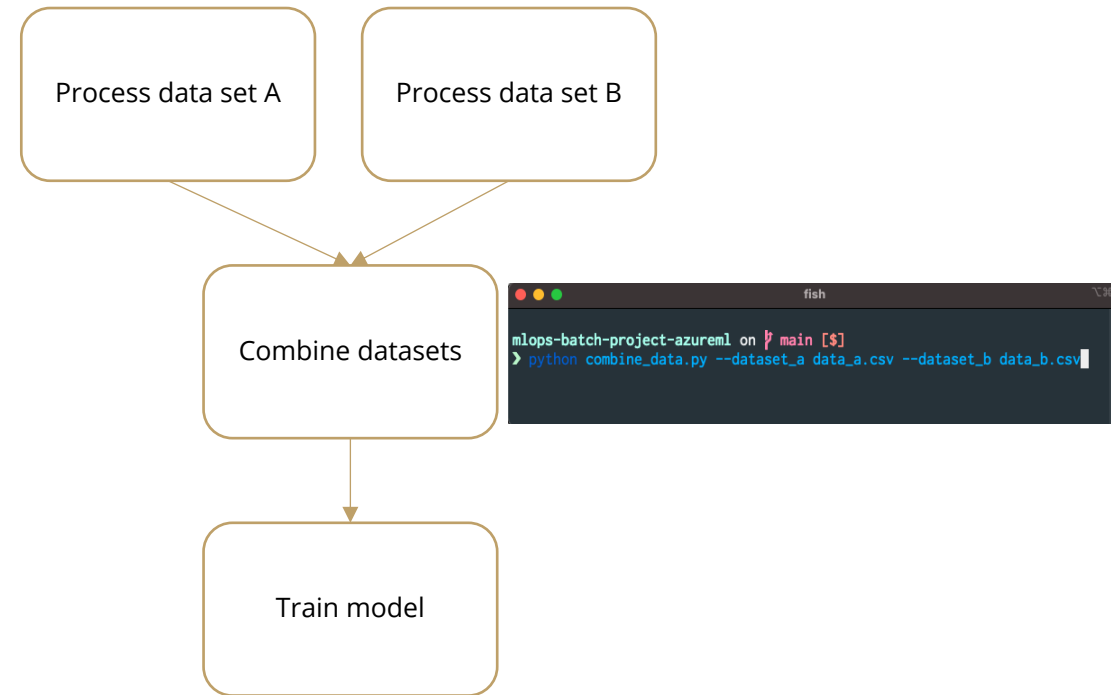 Process data set A
Process data set B
Combine datasets
fish
mlops-batch-project-azureml on main [$]
❯ python combine_data.py --dataset_a data_a.csv --dataset_b data_b.csv
Train model